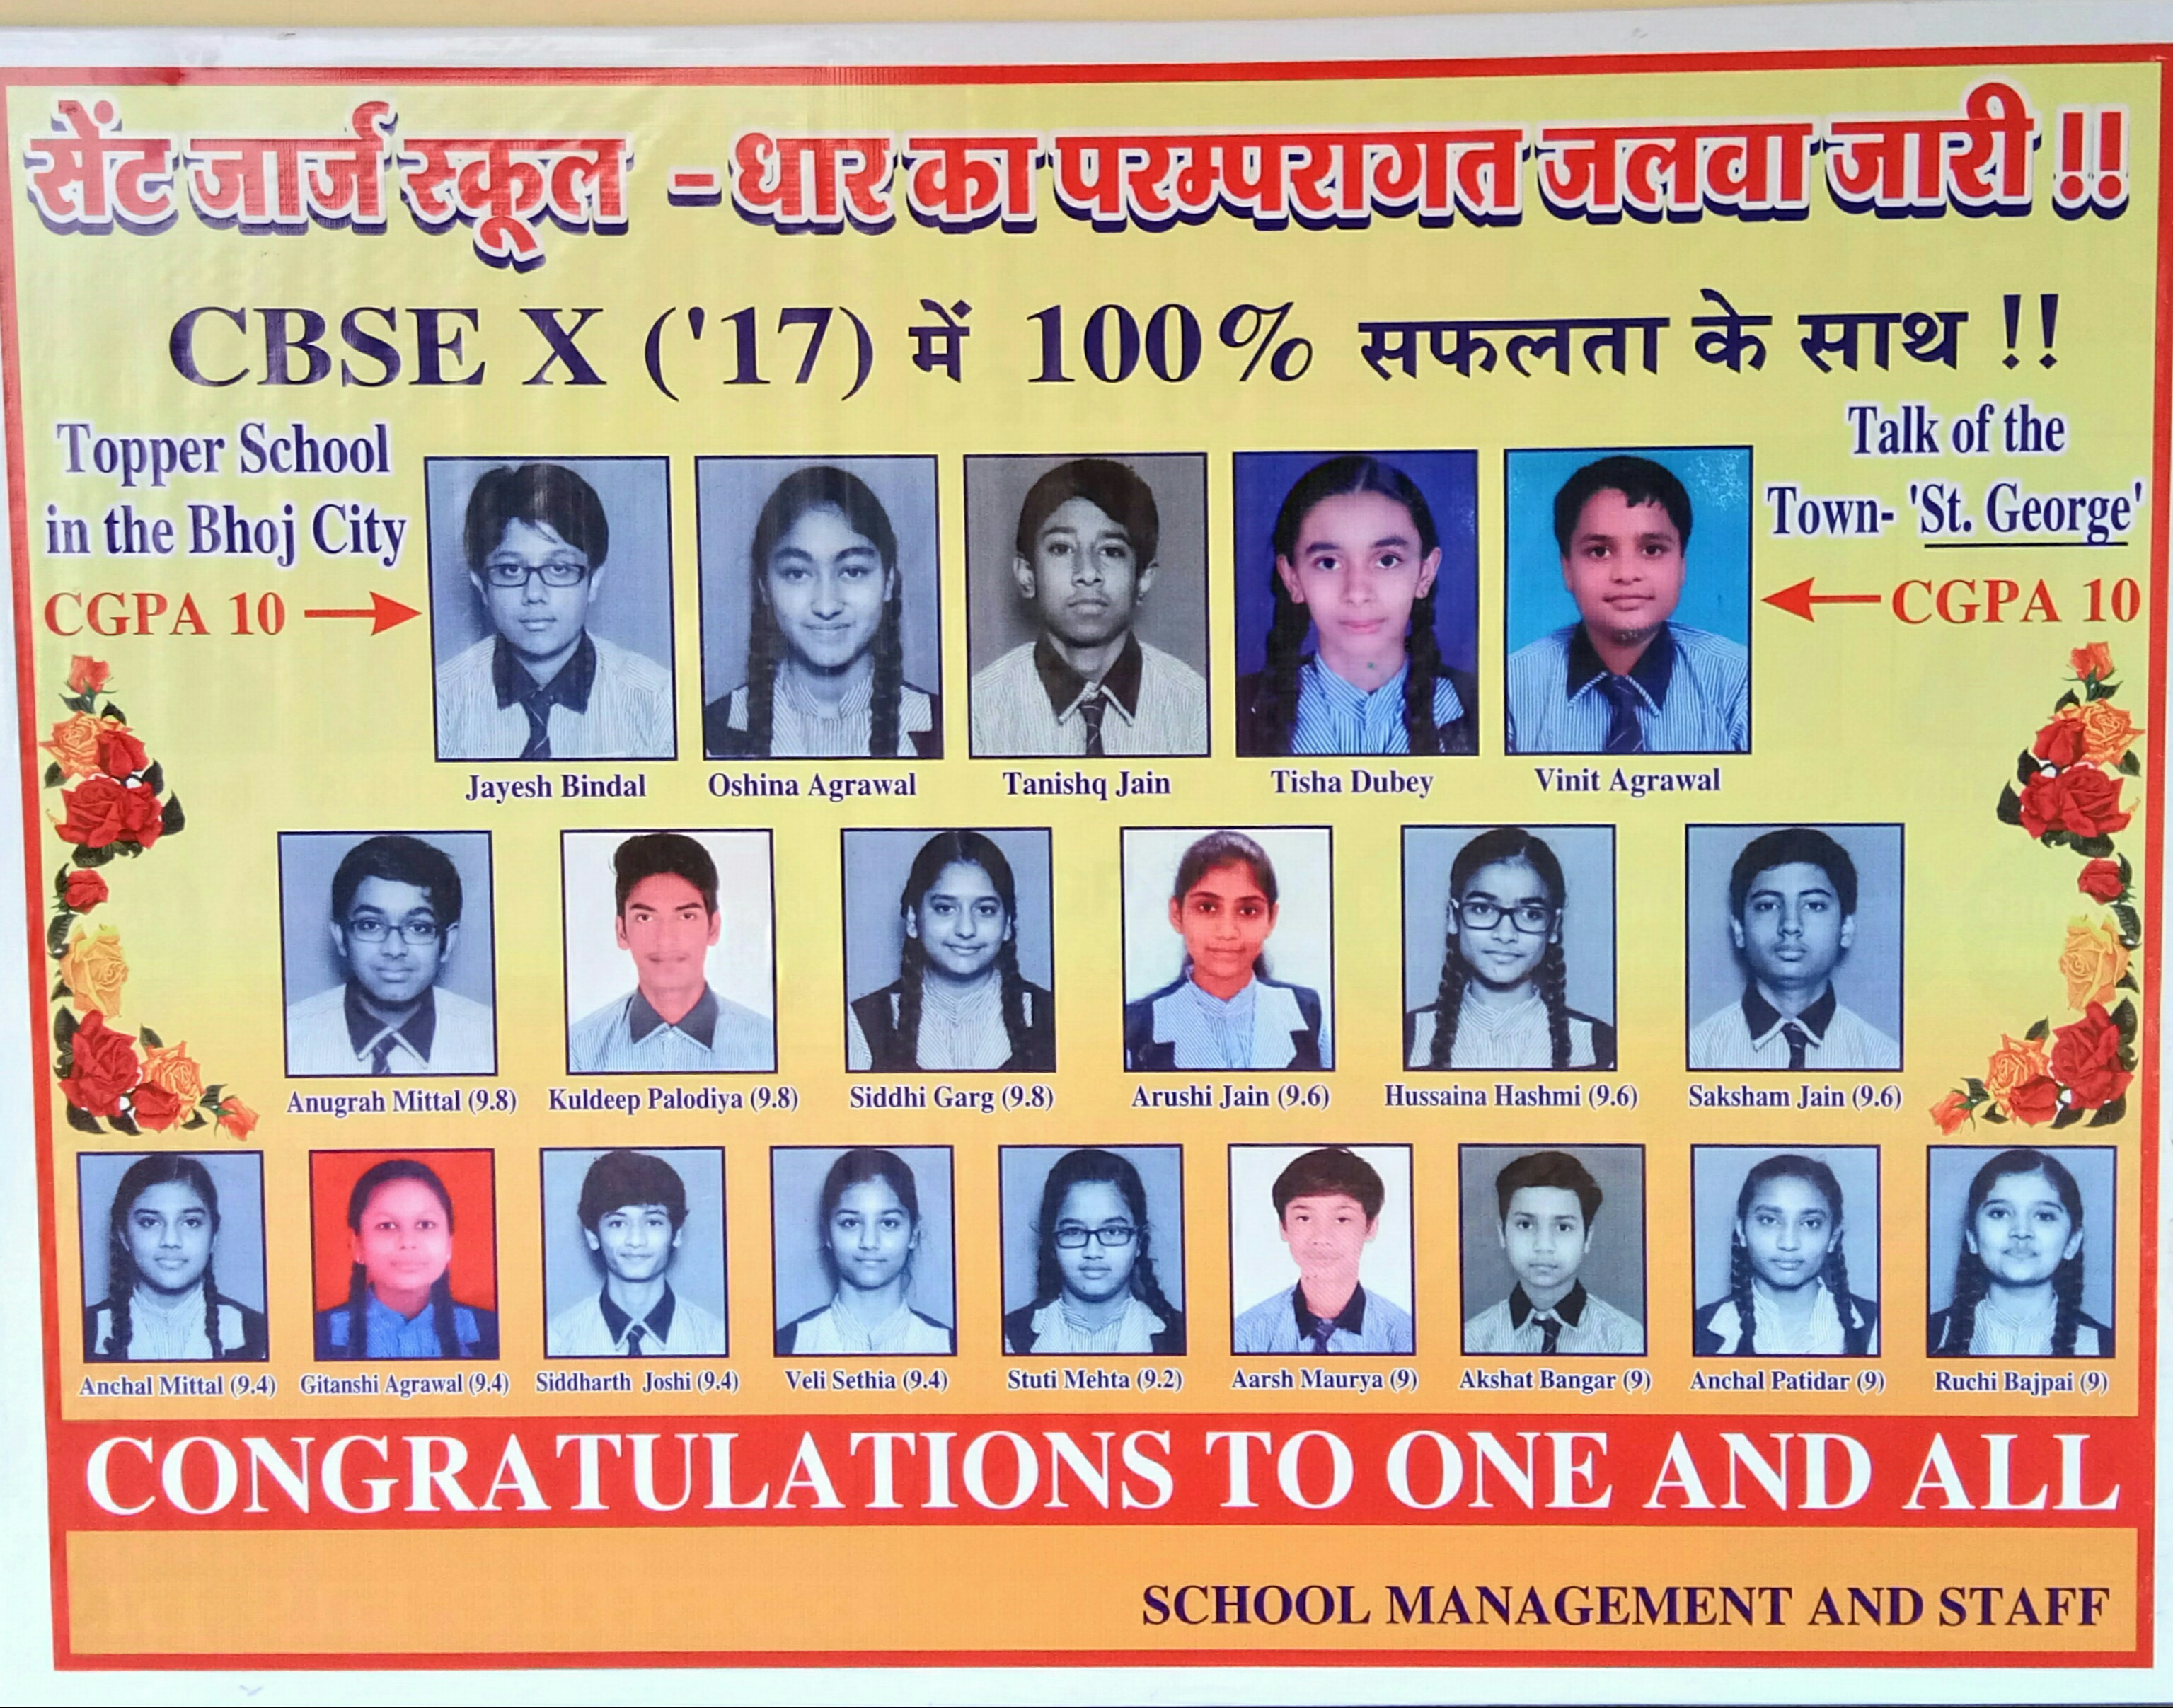 सेंट जार्ज स्कूल - धार का परम्परागत जलवा जारी !!
CBSE X ('17) में 100% सफलता के साथ !!
Topper School
in the Bhoj City
CGPA 10
Talk of the
Town- 'St. George'
CGPA 10
Jayesh Bindal
Oshina Agrawal
Tanishq Jain
Tisha Dubey
Vinit Agrawal
Anugrah Mittal (9.8)
Kuldeep Palodiya (9.8)
Siddhi Garg (9.8)
Arushi Jain (9.6)
Hussaina Hashmi (9.6)
Saksham Jain (9.6)
Anchal Mittal (9.4)
Gitanshi Agrawal (9.4)
Siddharth Joshi (9.4)
Veli Sethia (9.4)
Stuti Mehta (9.2)
Aarsh Maurya (9)
Akshat Bangar (9)
Anchal Patidar (9)
Ruchi Bajpai (9)
CONGRATULATIONS TO ONE AND ALL
SCHOOL MANAGEMENT AND STAFF